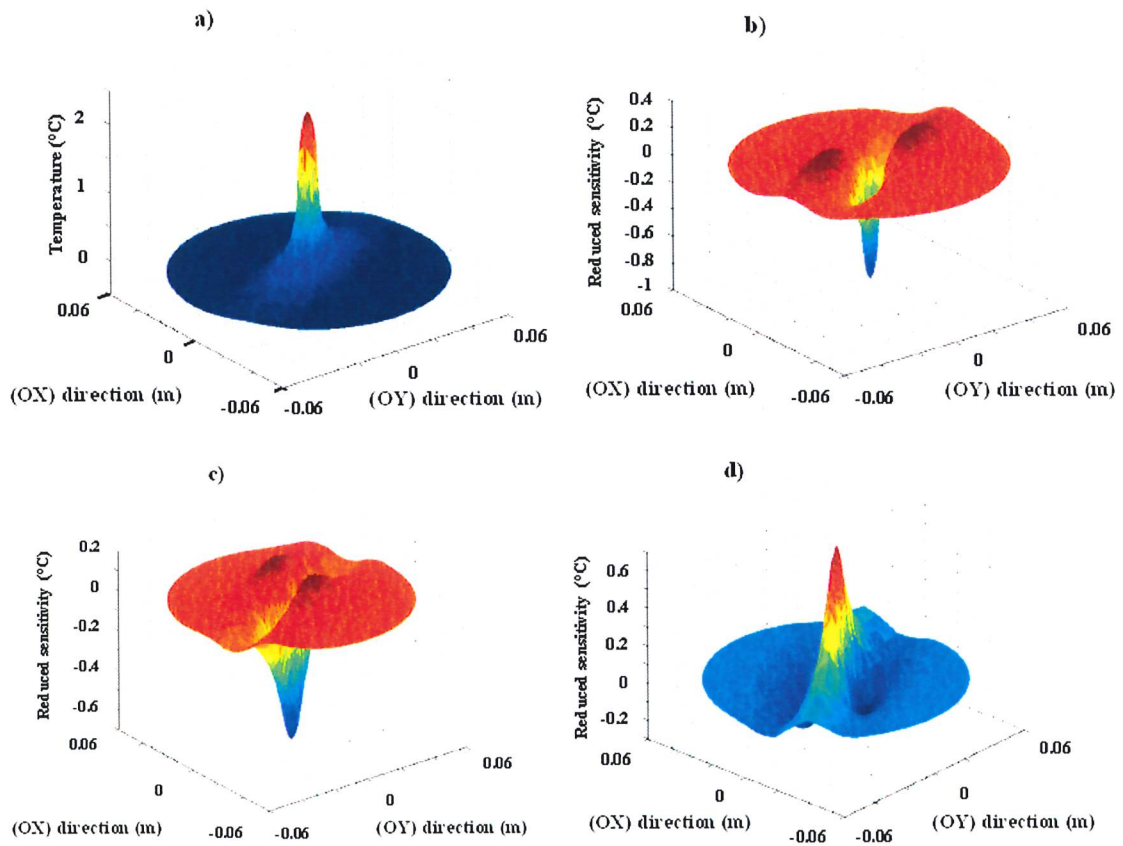 a)
Temperature (°C)
2
1
0
0.06
0
-0.06
(OX) direction (m)
-0.06
0
0.06
(OY) direction (m)
b)
Reduced sensitivity (°C)
0.4
0.2
0
-0.2
-0.4
-0.6
-0.8
-1
0.06
0
-0.06
(OX) direction (m)
-0.06
0
0.06
(OY) direction (m)
c)
Reduced sensitivity (°C)
0.2
0
-0.2
-0.4
-0.6
0.06
0
-0.06
(OX) direction (m)
-0.06
0
0.06
(OY) direction (m)
d)
Reduced sensitivity (°C)
0.6
0.4
0.2
0
-0.2
0.06
0
-0.06
(OX) direction (m)
-0.06
0
0.06
(OY) direction (m)